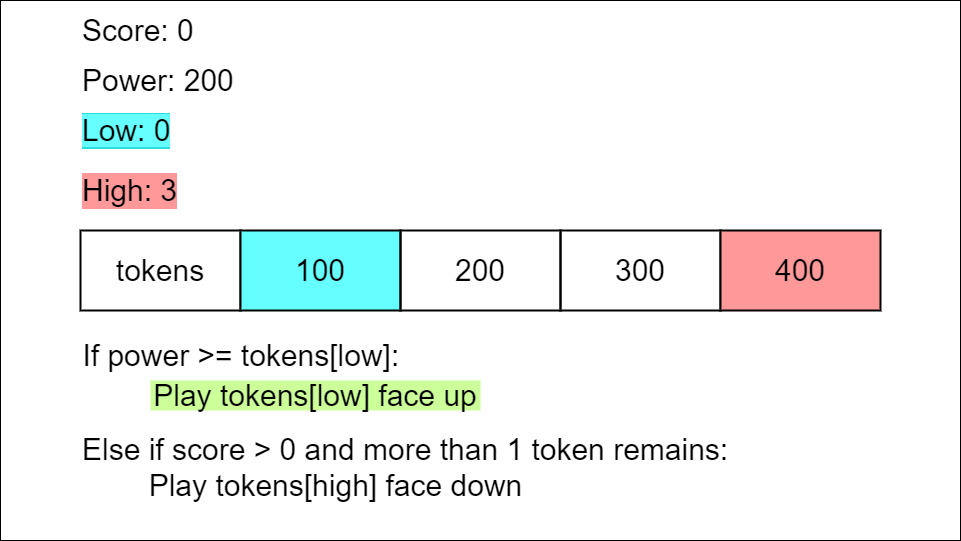 Score: 0
Power: 200
Low: 0
High: 3
tokens 100 200 300 400
If power >= tokens[low]:
Play tokens[low] face up
Else if score > 0 and more than 1 token remains:
Play tokens[high] face down